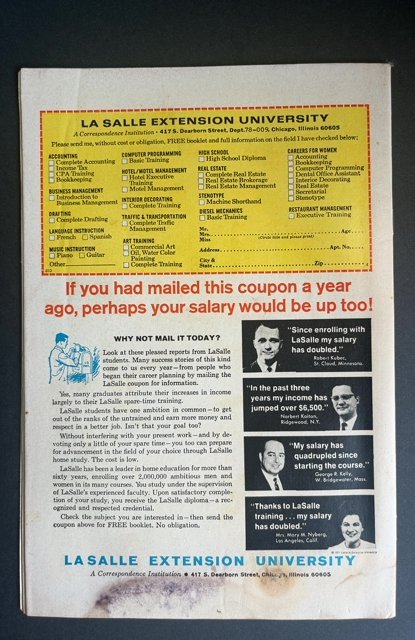 LA SALLE EXTENSION UNIVERSITY
A Correspondence Institution • 417 S. Dearborn Street, Dept. 78-009, Chicago, Illinois 60605
Please send me, without cost or obligation, FREE booklet and full information on the field I have checked below:
ACCOUNTING
Complete Accounting
Income Tax
CPA Training
Bookkeeping
BUSINESS MANAGEMENT
Introduction to
Business Management
DRAFTING
Complete Drafting
LANGUAGE INSTRUCTION
French Spanish
MUSIC INSTRUCTION
Piano Guitar
Other
COMPUTER PROGRAMMING
Basic Training
HOTEL/MOTEL MANAGEMENT
Hotel Executive
Training
Motel Management
INTERIOR DECORATING
Complete Training
TRAFFIC & TRANSPORTATION
Complete Traffic
Management
ART TRAINING
Commercial Art
Oil, Water Color
Painting
Complete Training
HIGH SCHOOL
High School Diploma
REAL ESTATE
Complete Real Estate
Real Estate Brokerage
Real Estate Management
STENOTYPE
Machine Shorthand
DIESEL MECHANICS
Basic Training
CAREERS FOR WOMEN
Accounting
Bookkeeping
Computer Programming
Dental Office Assistant
Interior Decorating
Real Estate
Secretarial
Stenotype
RESTAURANT MANAGEMENT
Executive Training
Mr.
Mrs. Age
Miss (Circle title and please print)
Address Apt. No.
City &
State Zip
If you had mailed this coupon a year
ago, perhaps your salary would be up too!
WHY NOT MAIL IT TODAY?
Look at these pleased reports from LaSalle
students. Many success stories of this kind
come to us every year—from people who
began their career planning by mailing the
LaSalle coupon for information.
Yes, many graduates attribute their increases in income
largely to their LaSalle spare-time training.
LaSalle students have one ambition in common—to get
out of the ranks of the untrained and earn more money and
respect in a better job. Isn't that your goal too?
Without interfering with your present work—and by de-
voting only a little of your spare time—you too can prepare
for advancement in the field of your choice through LaSalle
home study. The cost is low.
LaSalle has been a leader in home education for more than
sixty years, enrolling over 2,000,000 ambitious men and
women in its many courses. You study under the supervision
of LaSalle's experienced faculty. Upon satisfactory comple-
tion of your study, you receive the LaSalle diploma—a rec-
ognized and respected credential.
Check the subject you are interested in—then send the
coupon above for FREE booklet. No obligation.
"Since enrolling with
LaSalle my salary
has doubled."
Robert Kuber,
St. Cloud, Minnesota.
"In the past three
years my income has
jumped over $6,500."
Norbert Kattan,
Ridgewood, N.Y.
"My salary has
quadrupled since
starting the course."
George R. Kelly,
W. Bridgewater, Mass.
"Thanks to LaSalle
training... my salary
has doubled."
Mrs. Mary M. Nyberg,
Los Angeles, Calif.
LA SALLE EXTENSION UNIVERSITY
A Correspondence Institution • 417 S. Dearborn Street, Chicago, Illinois 60605